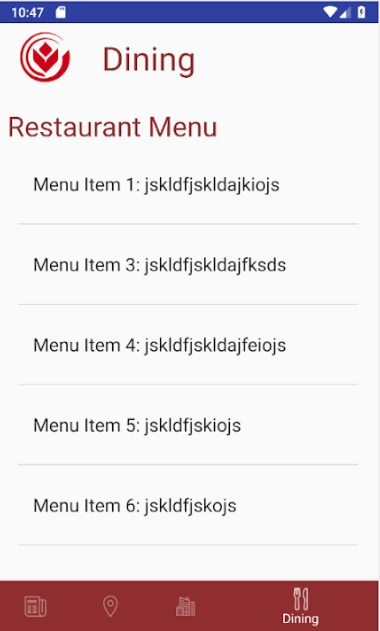 10:47
Dining
Restaurant Menu
Menu Item 1: jskldfjskldajkiojs
Menu Item 3: jskldfjskldajfksds
Menu Item 4: jskldfjskldajfeiojs
Menu Item 5: jskldfjskiojs
Menu Item 6: jskldfjskojs
Dining